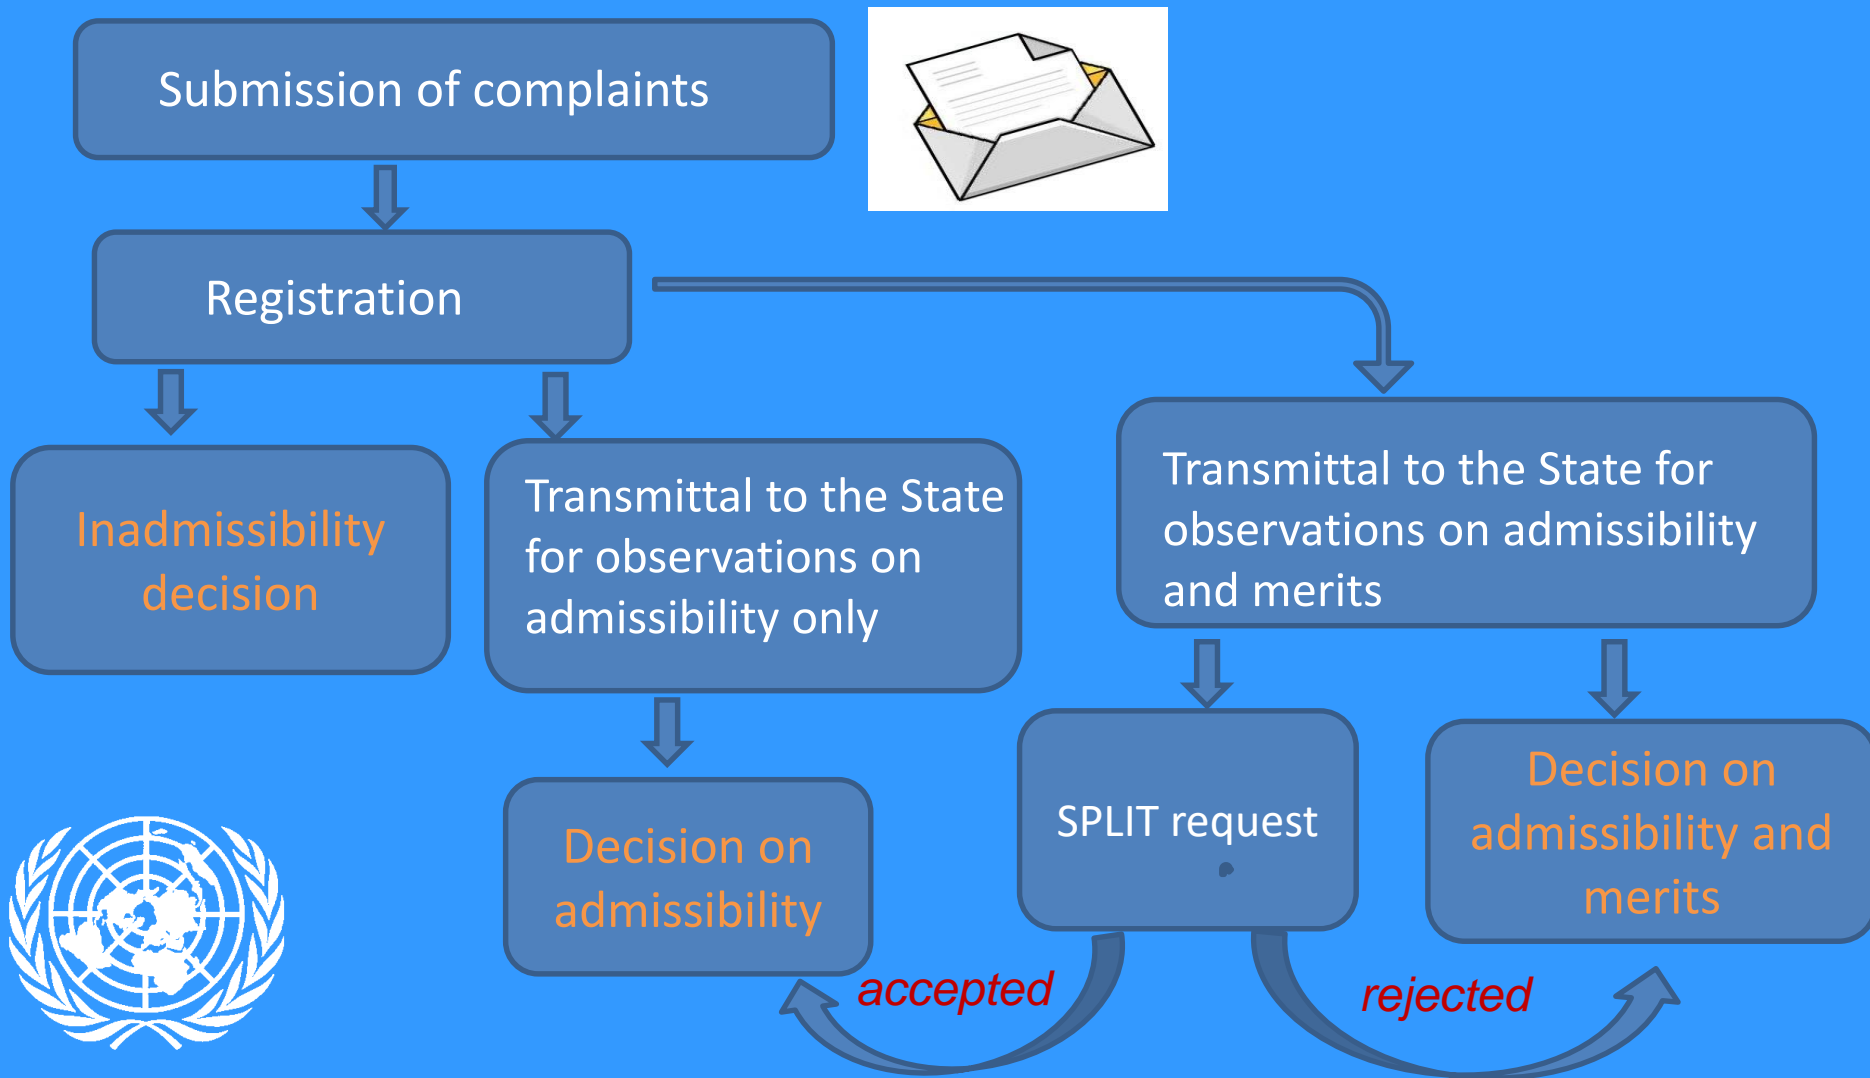 Submission of complaints
Registration
Inadmissibility
decision
Transmittal to the State
for observations on
admissibility only
Transmittal to the State for
observations on admissibility
and merits
Decision on
admissibility
SPLIT request
Decision on
admissibility and
merits
accepted
rejected